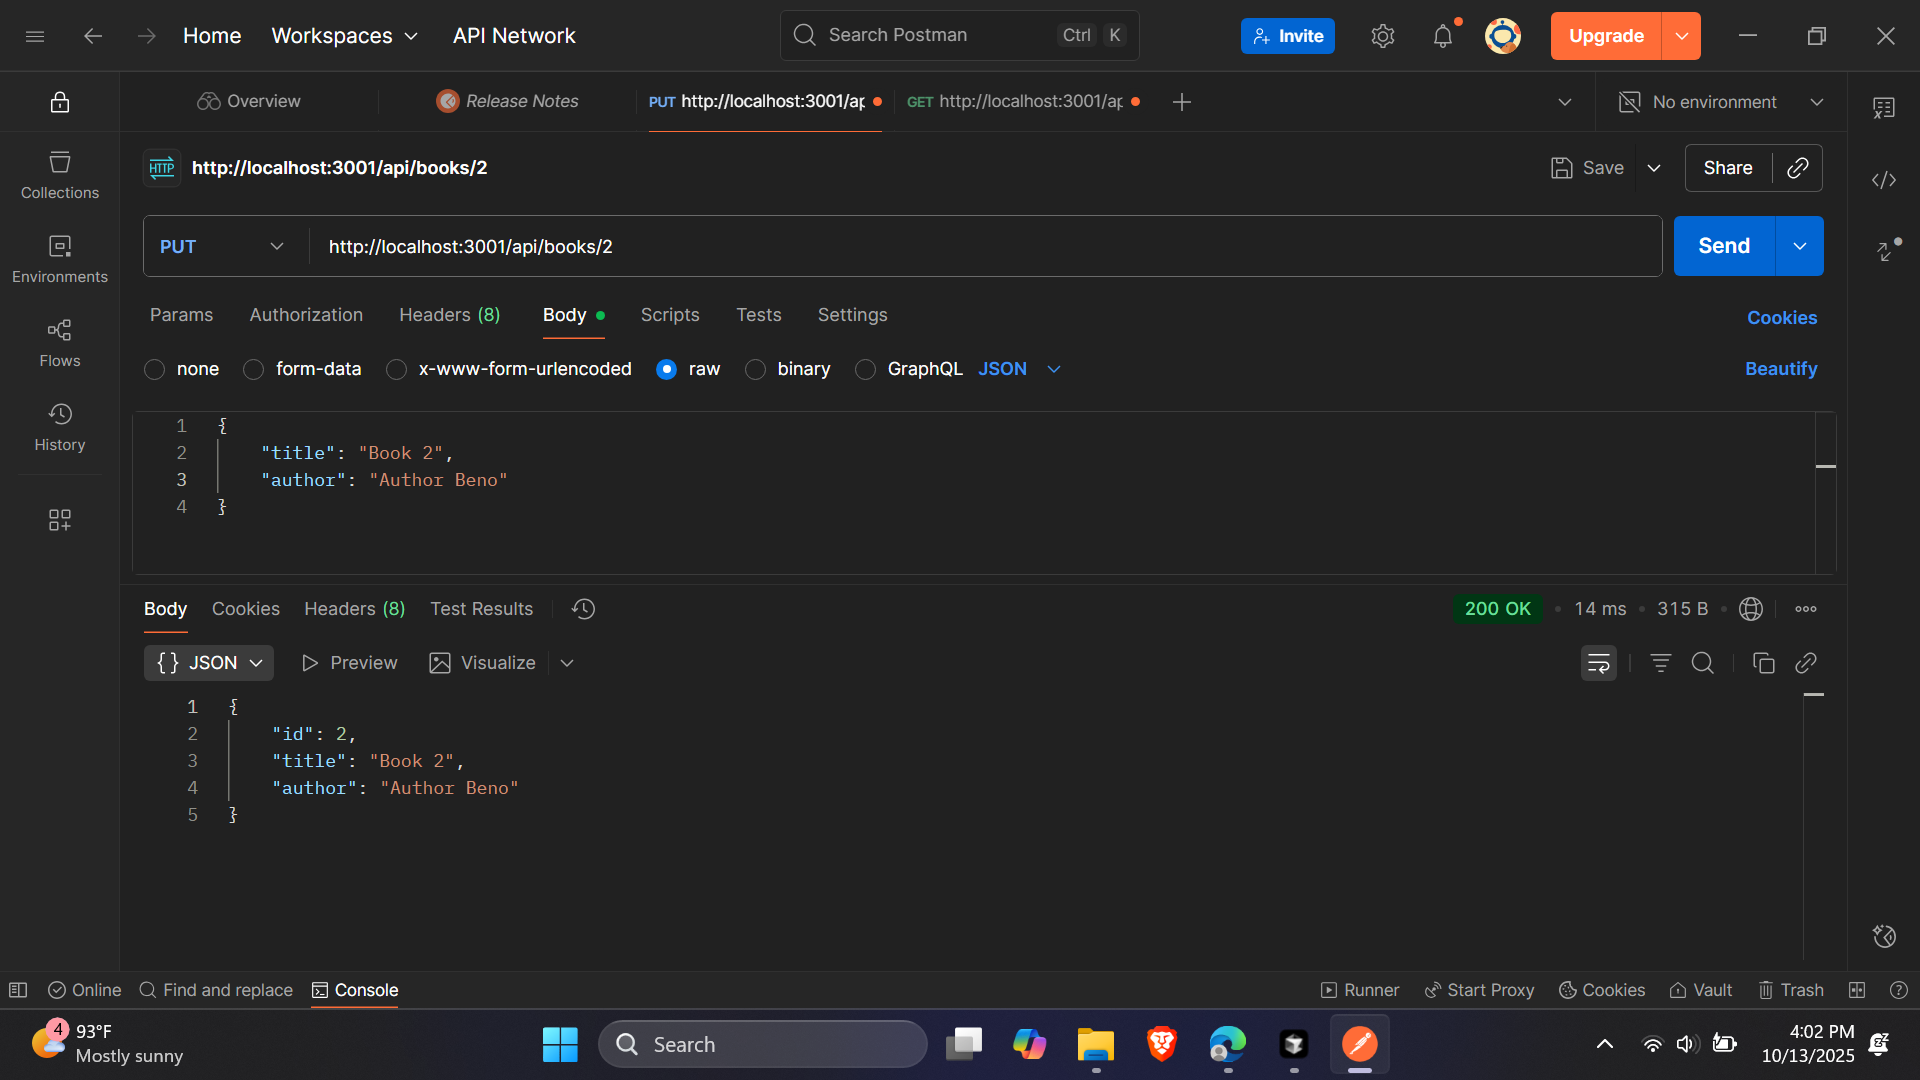 Home Workspaces API Network Search Postman Ctrl K Invite Upgrade
Overview Release Notes PUT http://localhost:3001/ap GET http://localhost:3001/ap No environment
HTTP http://localhost:3001/api/books/2 Save Share
Collections
PUT http://localhost:3001/api/books/2 Send
Environments
Params Authorization Headers (8) Body Scripts Tests Settings Cookies
Flows
none form-data x-www-form-urlencoded raw binary GraphQL JSON Beautify
History
1 {
2 "title": "Book 2",
3 "author": "Author Beno"
4 }
Body Cookies Headers (8) Test Results 200 OK • 14 ms • 315 B
{} JSON Preview Visualize
1 {
2 "id": 2,
3 "title": "Book 2",
4 "author": "Author Beno"
5 }
Online Find and replace Console Runner Start Proxy Cookies Vault Trash
4 93°F
Mostly sunny
Search
4:02 PM
10/13/2025